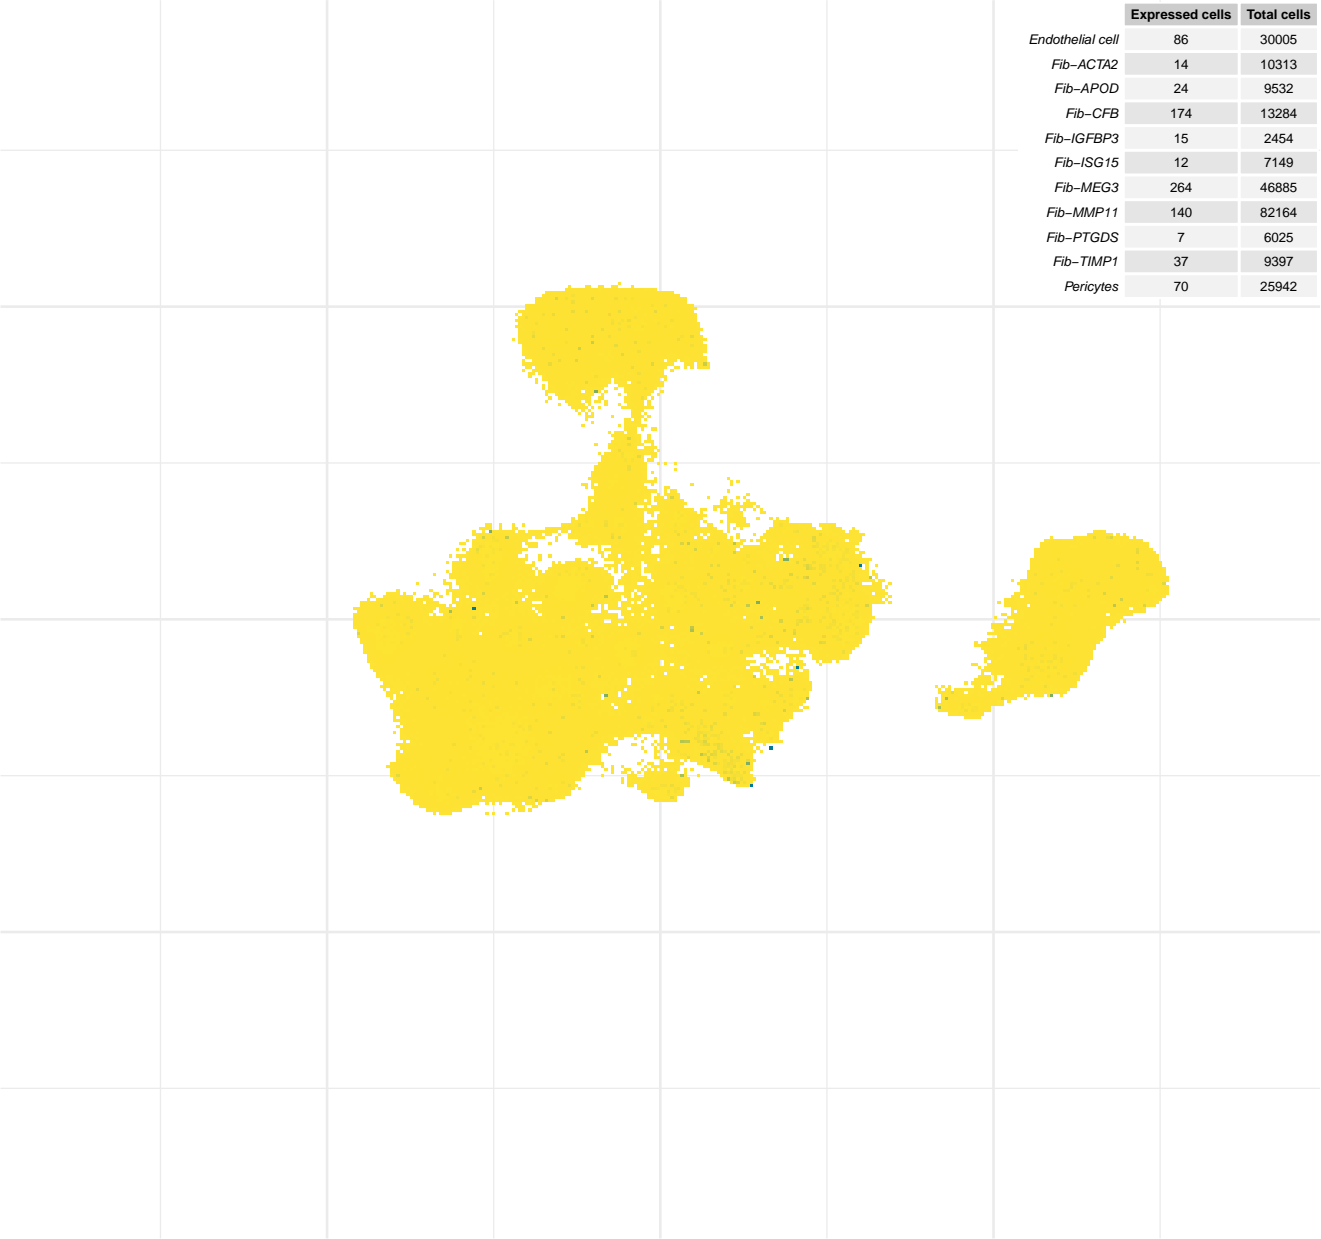 Expressed cells Total cells
Endothelial cell 86 30005
Fib−ACTA2 14 10313
Fib−APOD 24 9532
Fib−CFB 174 13284
Fib−IGFBP3 15 2454
Fib−ISG15 12 7149
Fib−MEG3 264 46885
Fib−MMP11 140 82164
Fib−PTGDS 7 6025
Fib−TIMP1 37 9397
Pericytes 70 25942